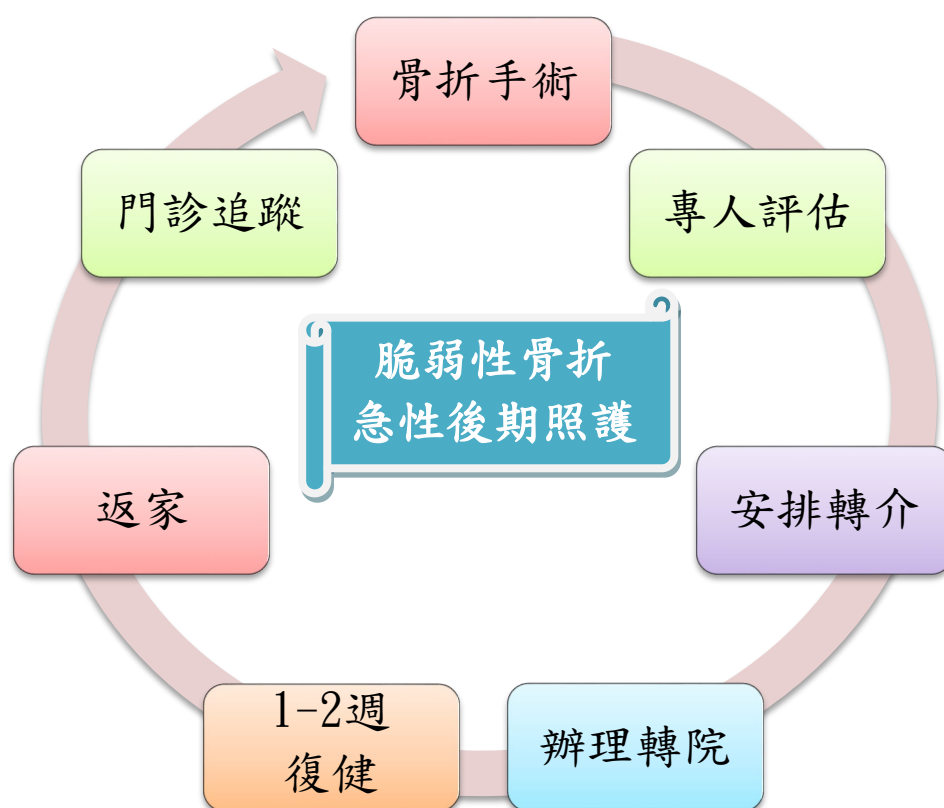 骨折手術
專人評估
安排轉介
辦理轉院
1-2週
復健
返家
門診追蹤
脆弱性骨折
急性後期照護